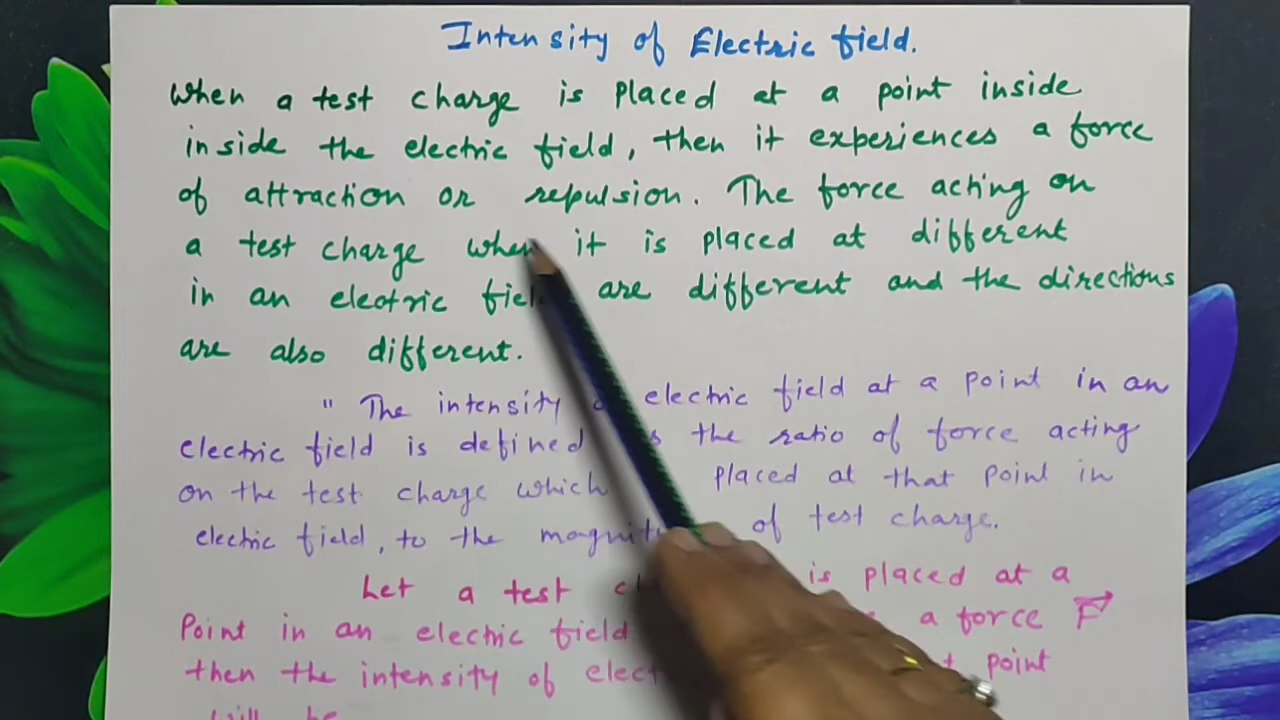 Intensity of Electric field.
When a test charge is placed at a point inside
inside the electric field, then it experiences a force
of attraction or repulsion. The force acting on
a test charge when it is placed at different
in an electric are different and the directions
are also different.
" The intensity electric field at a point in an
electric field is defined the ratio of force acting
on the test charge which placed at that point in
electric field, to the of test charge.
Let a test is placed at a
Point in an electric field a force F⃗
then the intensity of point
will be